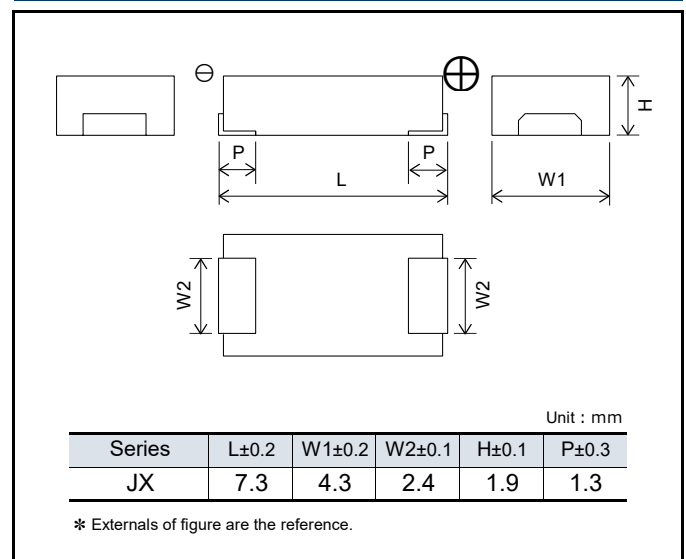 ⊖ ⊕
P P H
L W1
W2 W2
Unit : mm
Series L±0.2 W1±0.2 W2±0.1 H±0.1 P±0.3
JX 7.3 4.3 2.4 1.9 1.3
✻ Externals of figure are the reference.